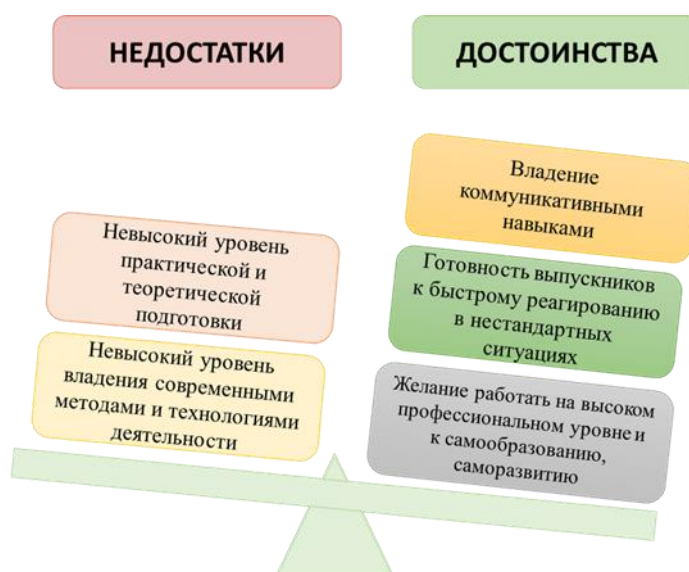 НЕДОСТАТКИ
ДОСТОИНСТВА
Владение
коммуникативными
навыками
Невысокий уровень
практической и
теоретической
подготовки
Готовность выпускников
к быстрому реагированию
в нестандартных
ситуациях
Невысокий уровень
владения современными
методами и технологиями
деятельности
Желание работать на высоком
профессиональном уровне и
к самообразованию,
саморазвитию